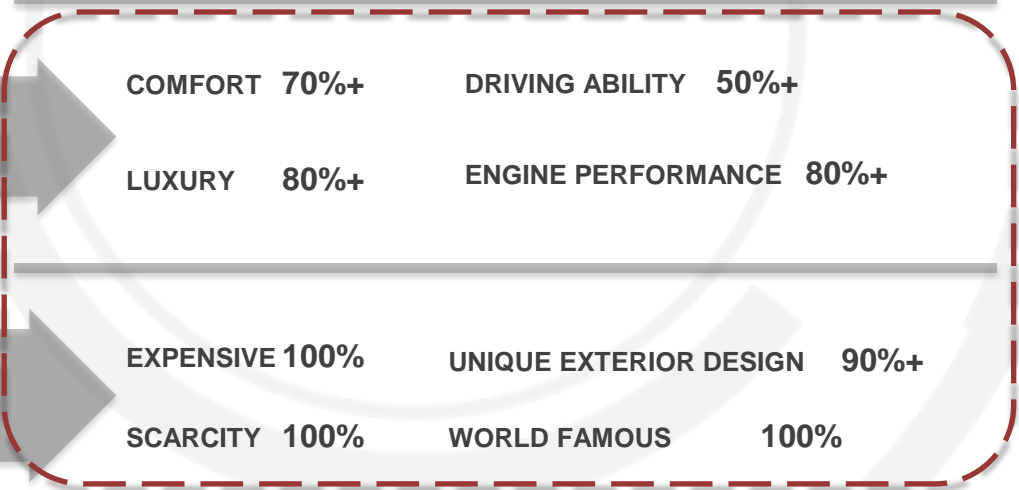 COMFORT 70%+ DRIVING ABILITY 50%+
LUXURY 80%+ ENGINE PERFORMANCE 80%+
EXPENSIVE 100% UNIQUE EXTERIOR DESIGN 90%+
SCARCITY 100% WORLD FAMOUS 100%